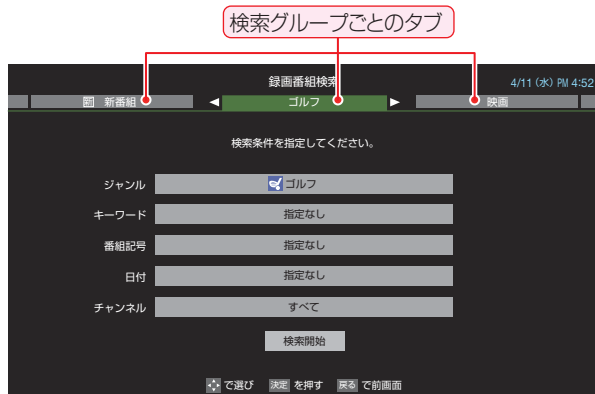 検索グループごとのタブ
録画番組検索
4/11 (水) PM 4:52
新 新番組 ◀ ゴルフ ▶ 映画
検索条件を指定してください。
ジャンル ゴルフ
キーワード 指定なし
番組記号 指定なし
日付 指定なし
チャンネル すべて
検索開始
で選び 決定 を押す 戻る で前画面